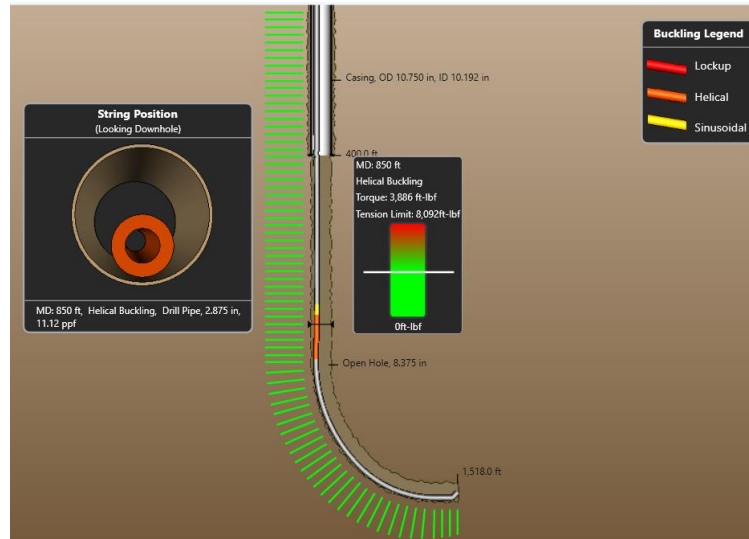 Buckling Legend
Lockup
Helical
Sinusoidal
Casing, OD 10.750 in, ID 10.192 in
String Position
(Looking Downhole)
MD: 850 ft, Helical Buckling, Drill Pipe, 2.875 in,
11.12 ppf
400.0 ft
MD: 850 ft
Helical Buckling
Torque: 3,886 ft-lbf
Tension Limit: 8,092ft-lbf
0ft-lbf
Open Hole, 8.375 in
1,518.0 ft